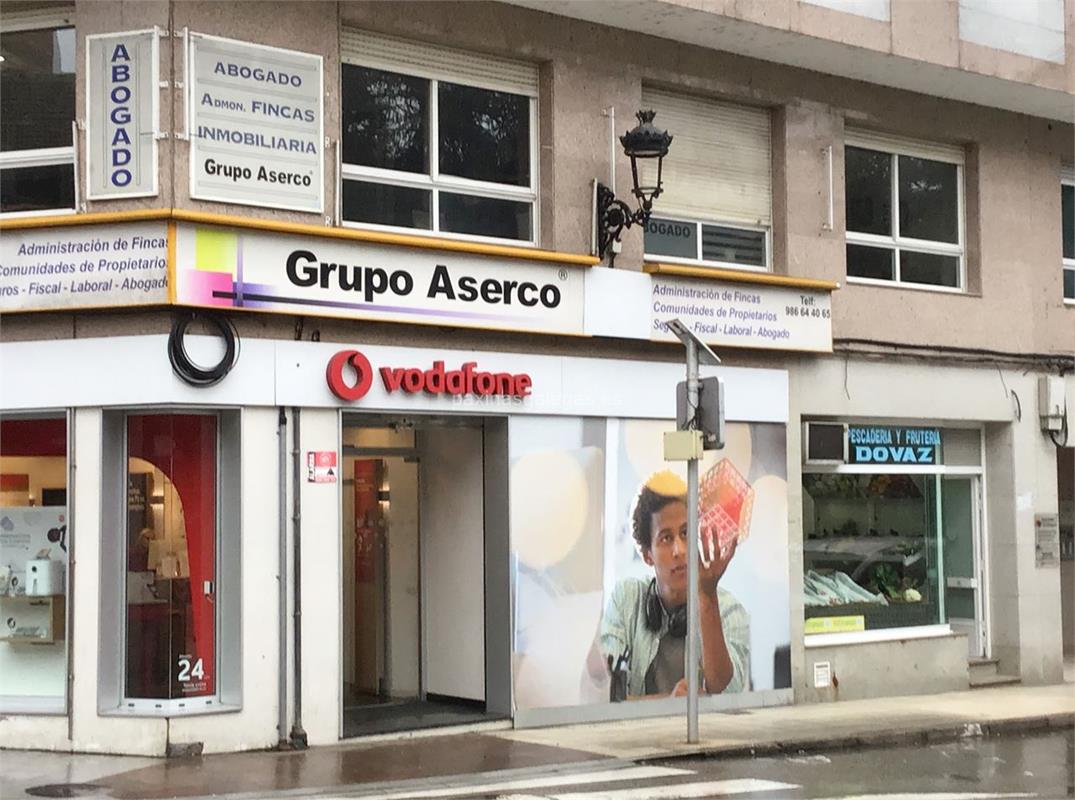 ABOGADO
ABOGADO
ADMON. FINCAS
INMOBILIARIA
Grupo Aserco
ABOGADO
Administración de Fincas
Comunidades de Propietarios
Fiscal - Laboral - Abogado
Grupo Aserco®
Administración de Fincas
Comunidades de Propietarios
Fiscal - Laboral - Abogado
Telf:
986 64 40 65
vodafone
PESCADERIA Y FRUTERIA
DOVAZ
24